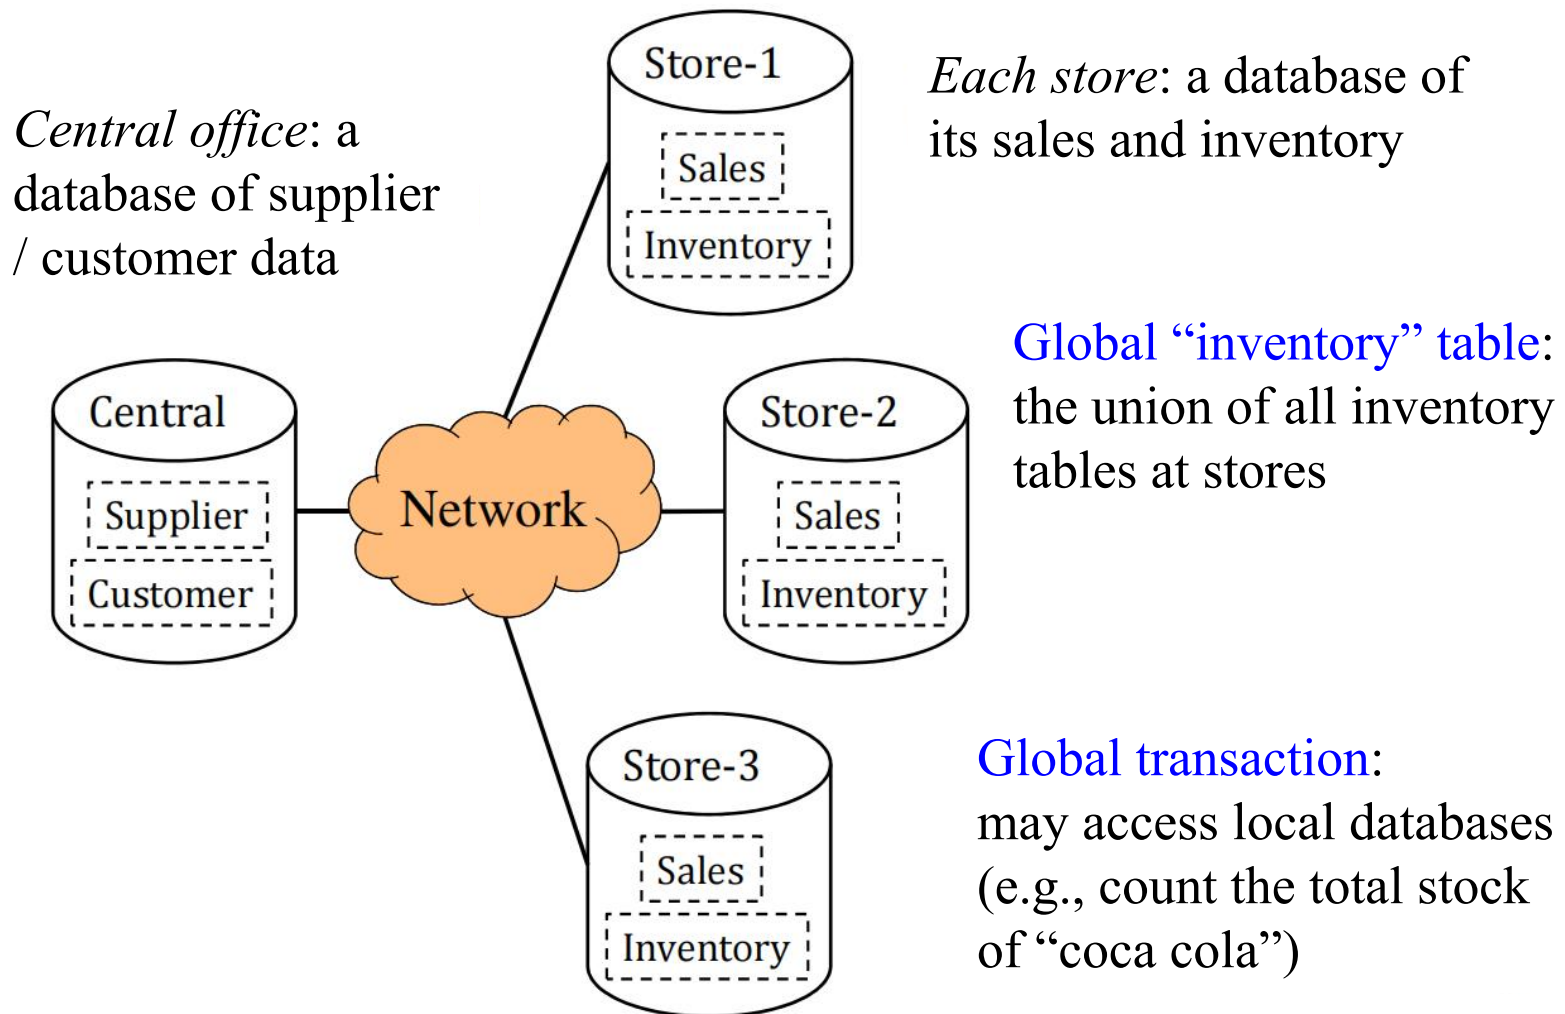 Store-1
Sales
Inventory
Each store: a database of
its sales and inventory
Central office: a
database of supplier
/ customer data
Global “inventory” table:
the union of all inventory
tables at stores
Central
Supplier
Customer
Network
Store-2
Sales
Inventory
Store-3
Sales
Inventory
Global transaction:
may access local databases
(e.g., count the total stock
of “coca cola”)